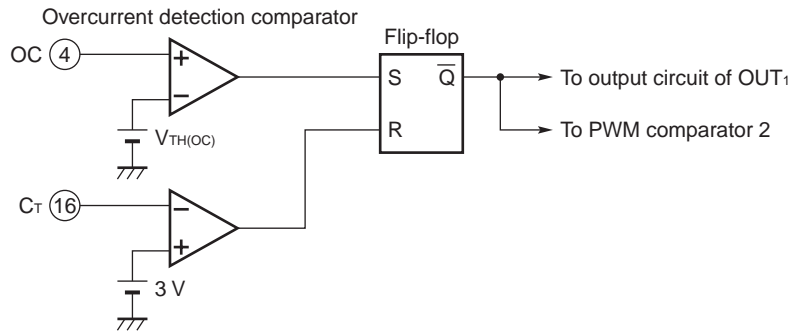 Overcurrent detection comparator
Flip-flop
OC 4
+
−
VTH(OC)
S Q̅
R
To output circuit of OUT1
To PWM comparator 2
CT 16
−
+
3 V